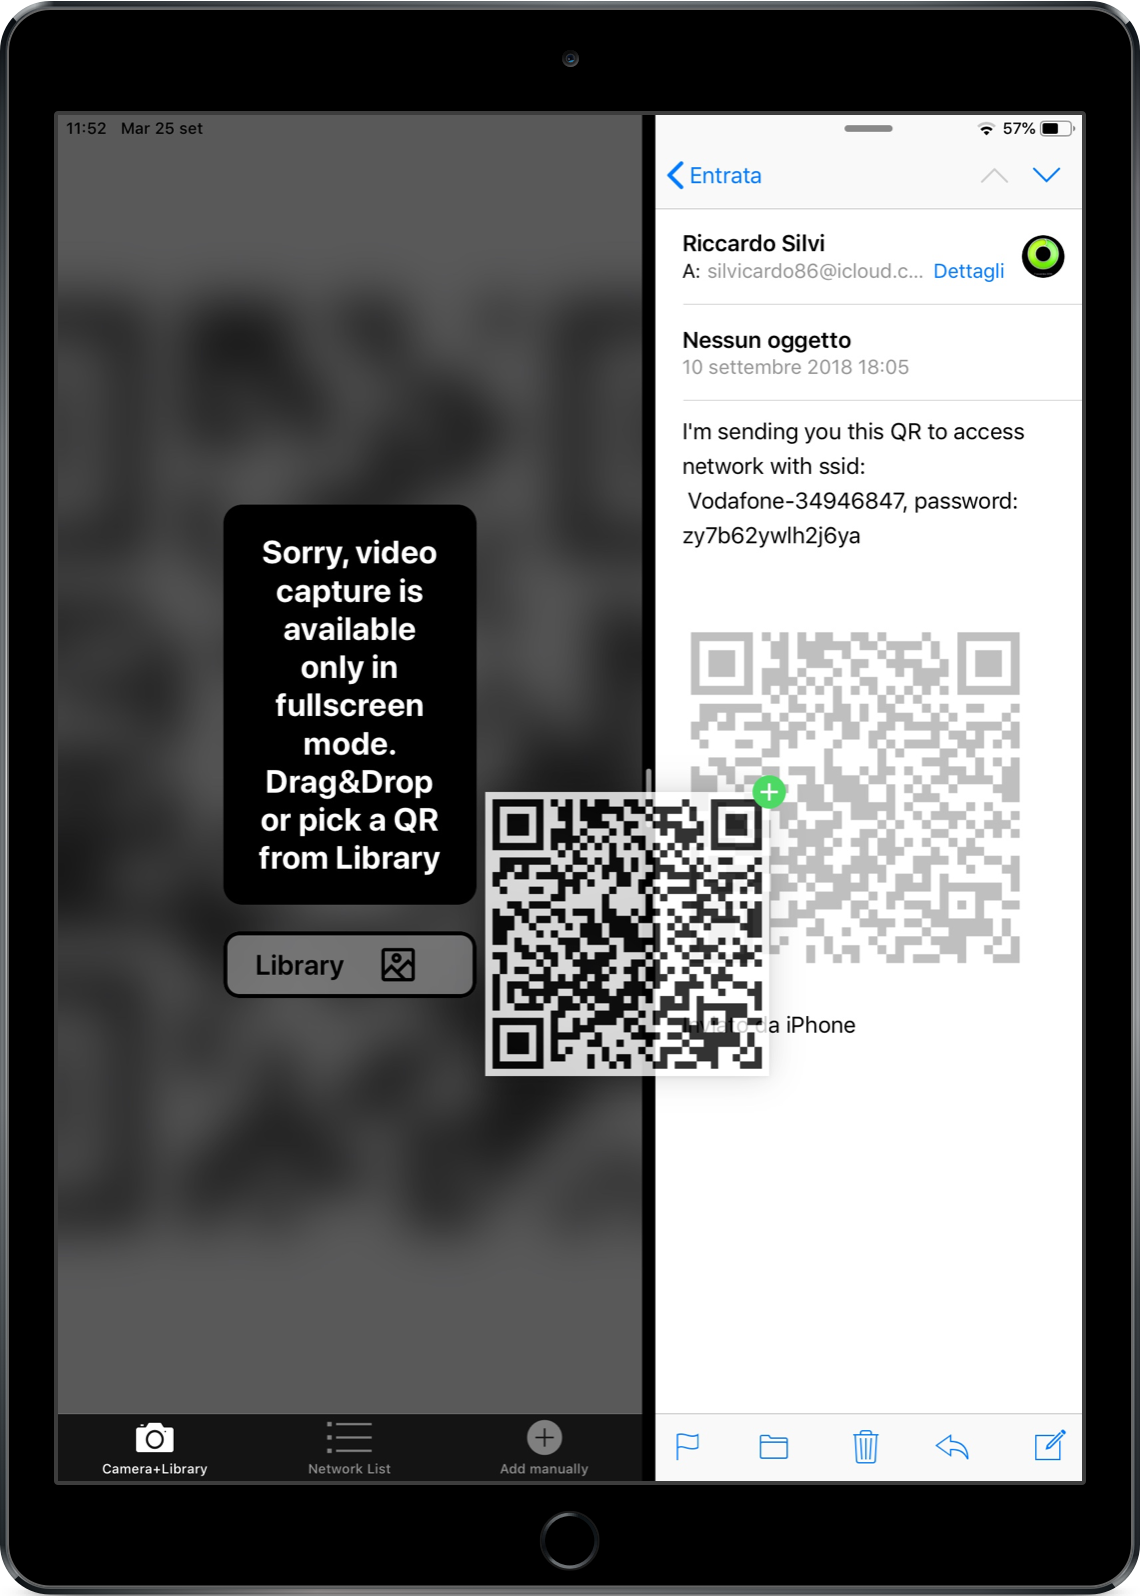 11:52 Mar 25 set
57%
Sorry, video
capture is
available
only in
fullscreen
mode.
Drag&Drop
or pick a QR
from Library
Library
Camera+Library
Network List
Add manually
Entrata
Riccardo Silvi
A: silvicardo86@icloud.c... Dettagli
Nessun oggetto
10 settembre 2018 18:05
I'm sending you this QR to access
network with ssid:
Vodafone-34946847, password:
zy7b62ywlh2j6ya
Inviato da iPhone